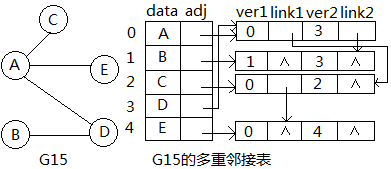 data adj ver1 link1 ver2 link2
C
0 A 0 3
A E
1 B 1 ∧ 3 ∧
2 C 0 2 ∧
3 D
B D
4 E 0 ∧ 4 ∧
G15 G15的多重邻接表